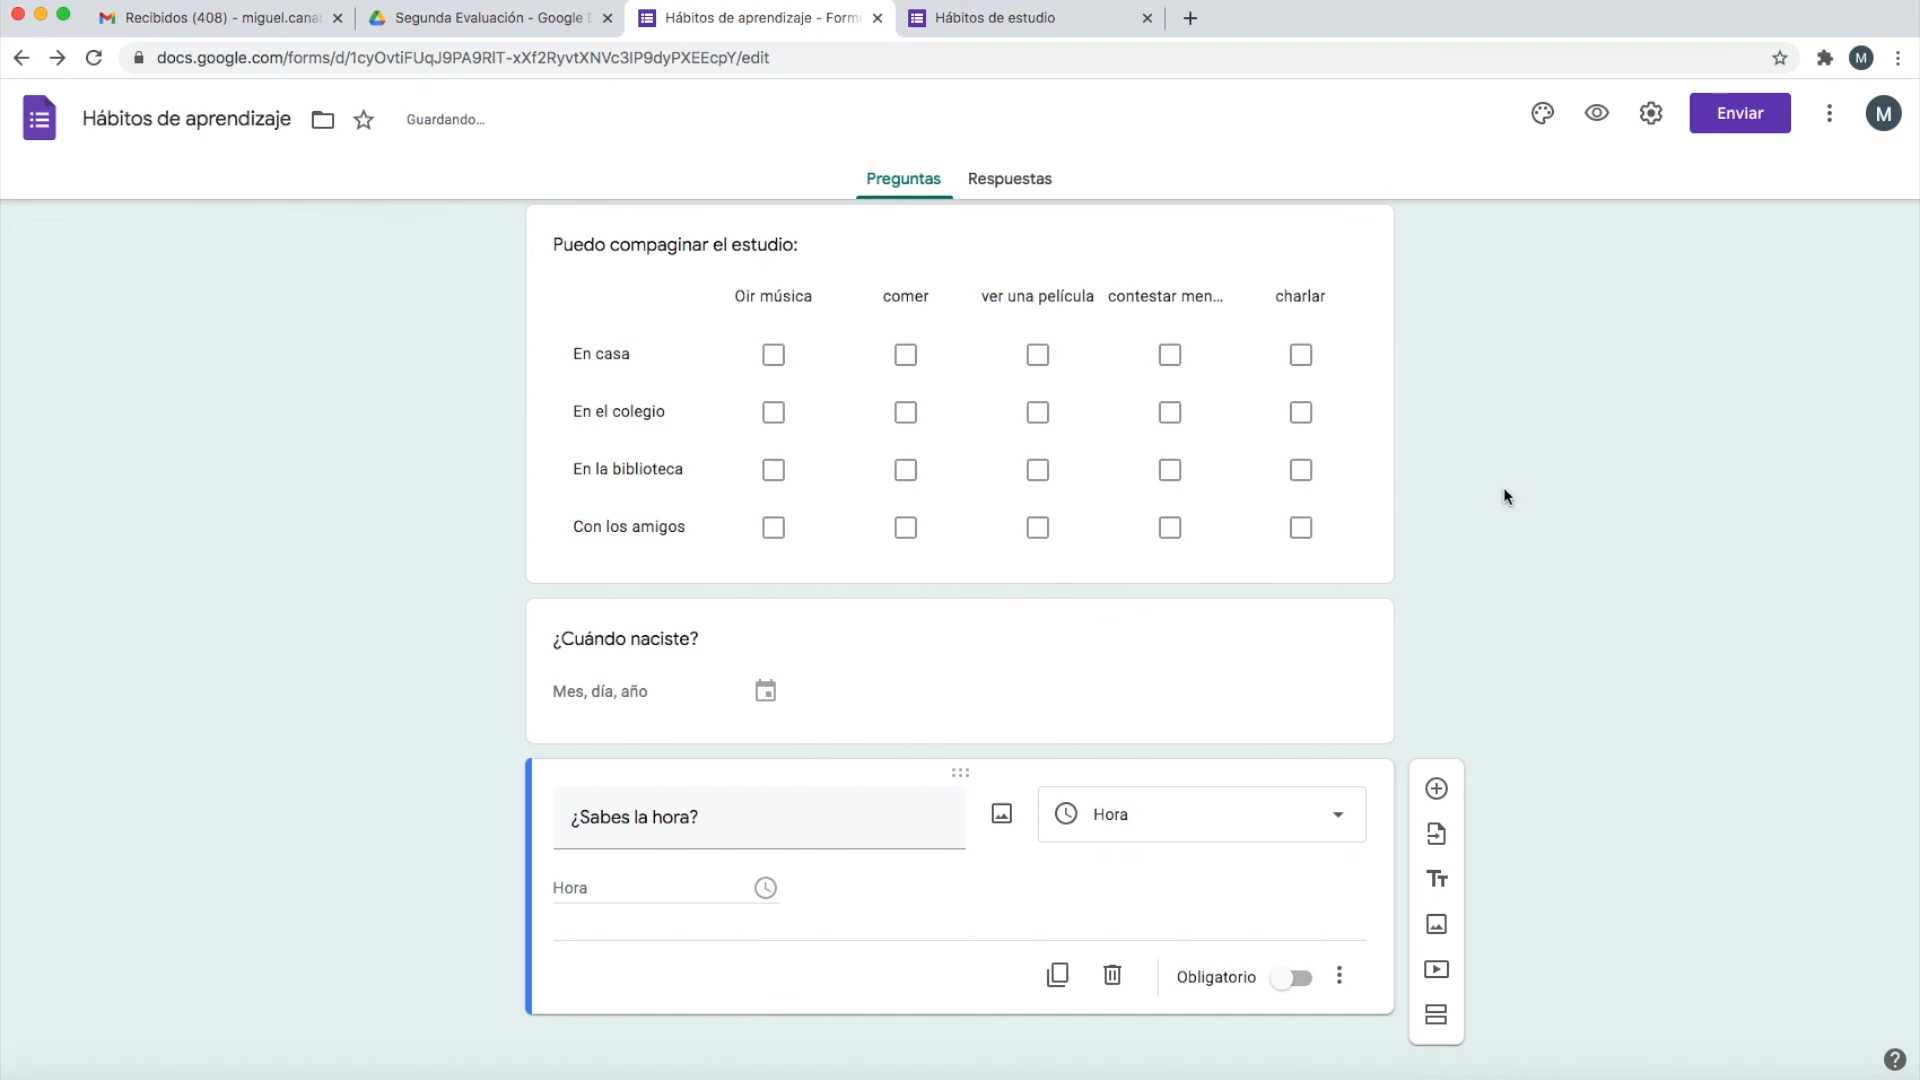 Recibidos (408) - miguel.cana
Segunda Evaluación - Google D
Hábitos de aprendizaje - Form
Hábitos de estudio
docs.google.com/forms/d/1cyOvtiFUqJ9PA9RlT-xXf2RyvtXNVc3IP9dyPXEEcpY/edit
M
Hábitos de aprendizaje
Guardando...
Enviar
M
Preguntas
Respuestas
Puedo compaginar el estudio:
Oir música comer ver una película contestar men... charlar
En casa
En el colegio
En la biblioteca
Con los amigos
¿Cuándo naciste?
Mes, día, año
¿Sabes la hora?
Hora
Hora
Obligatorio